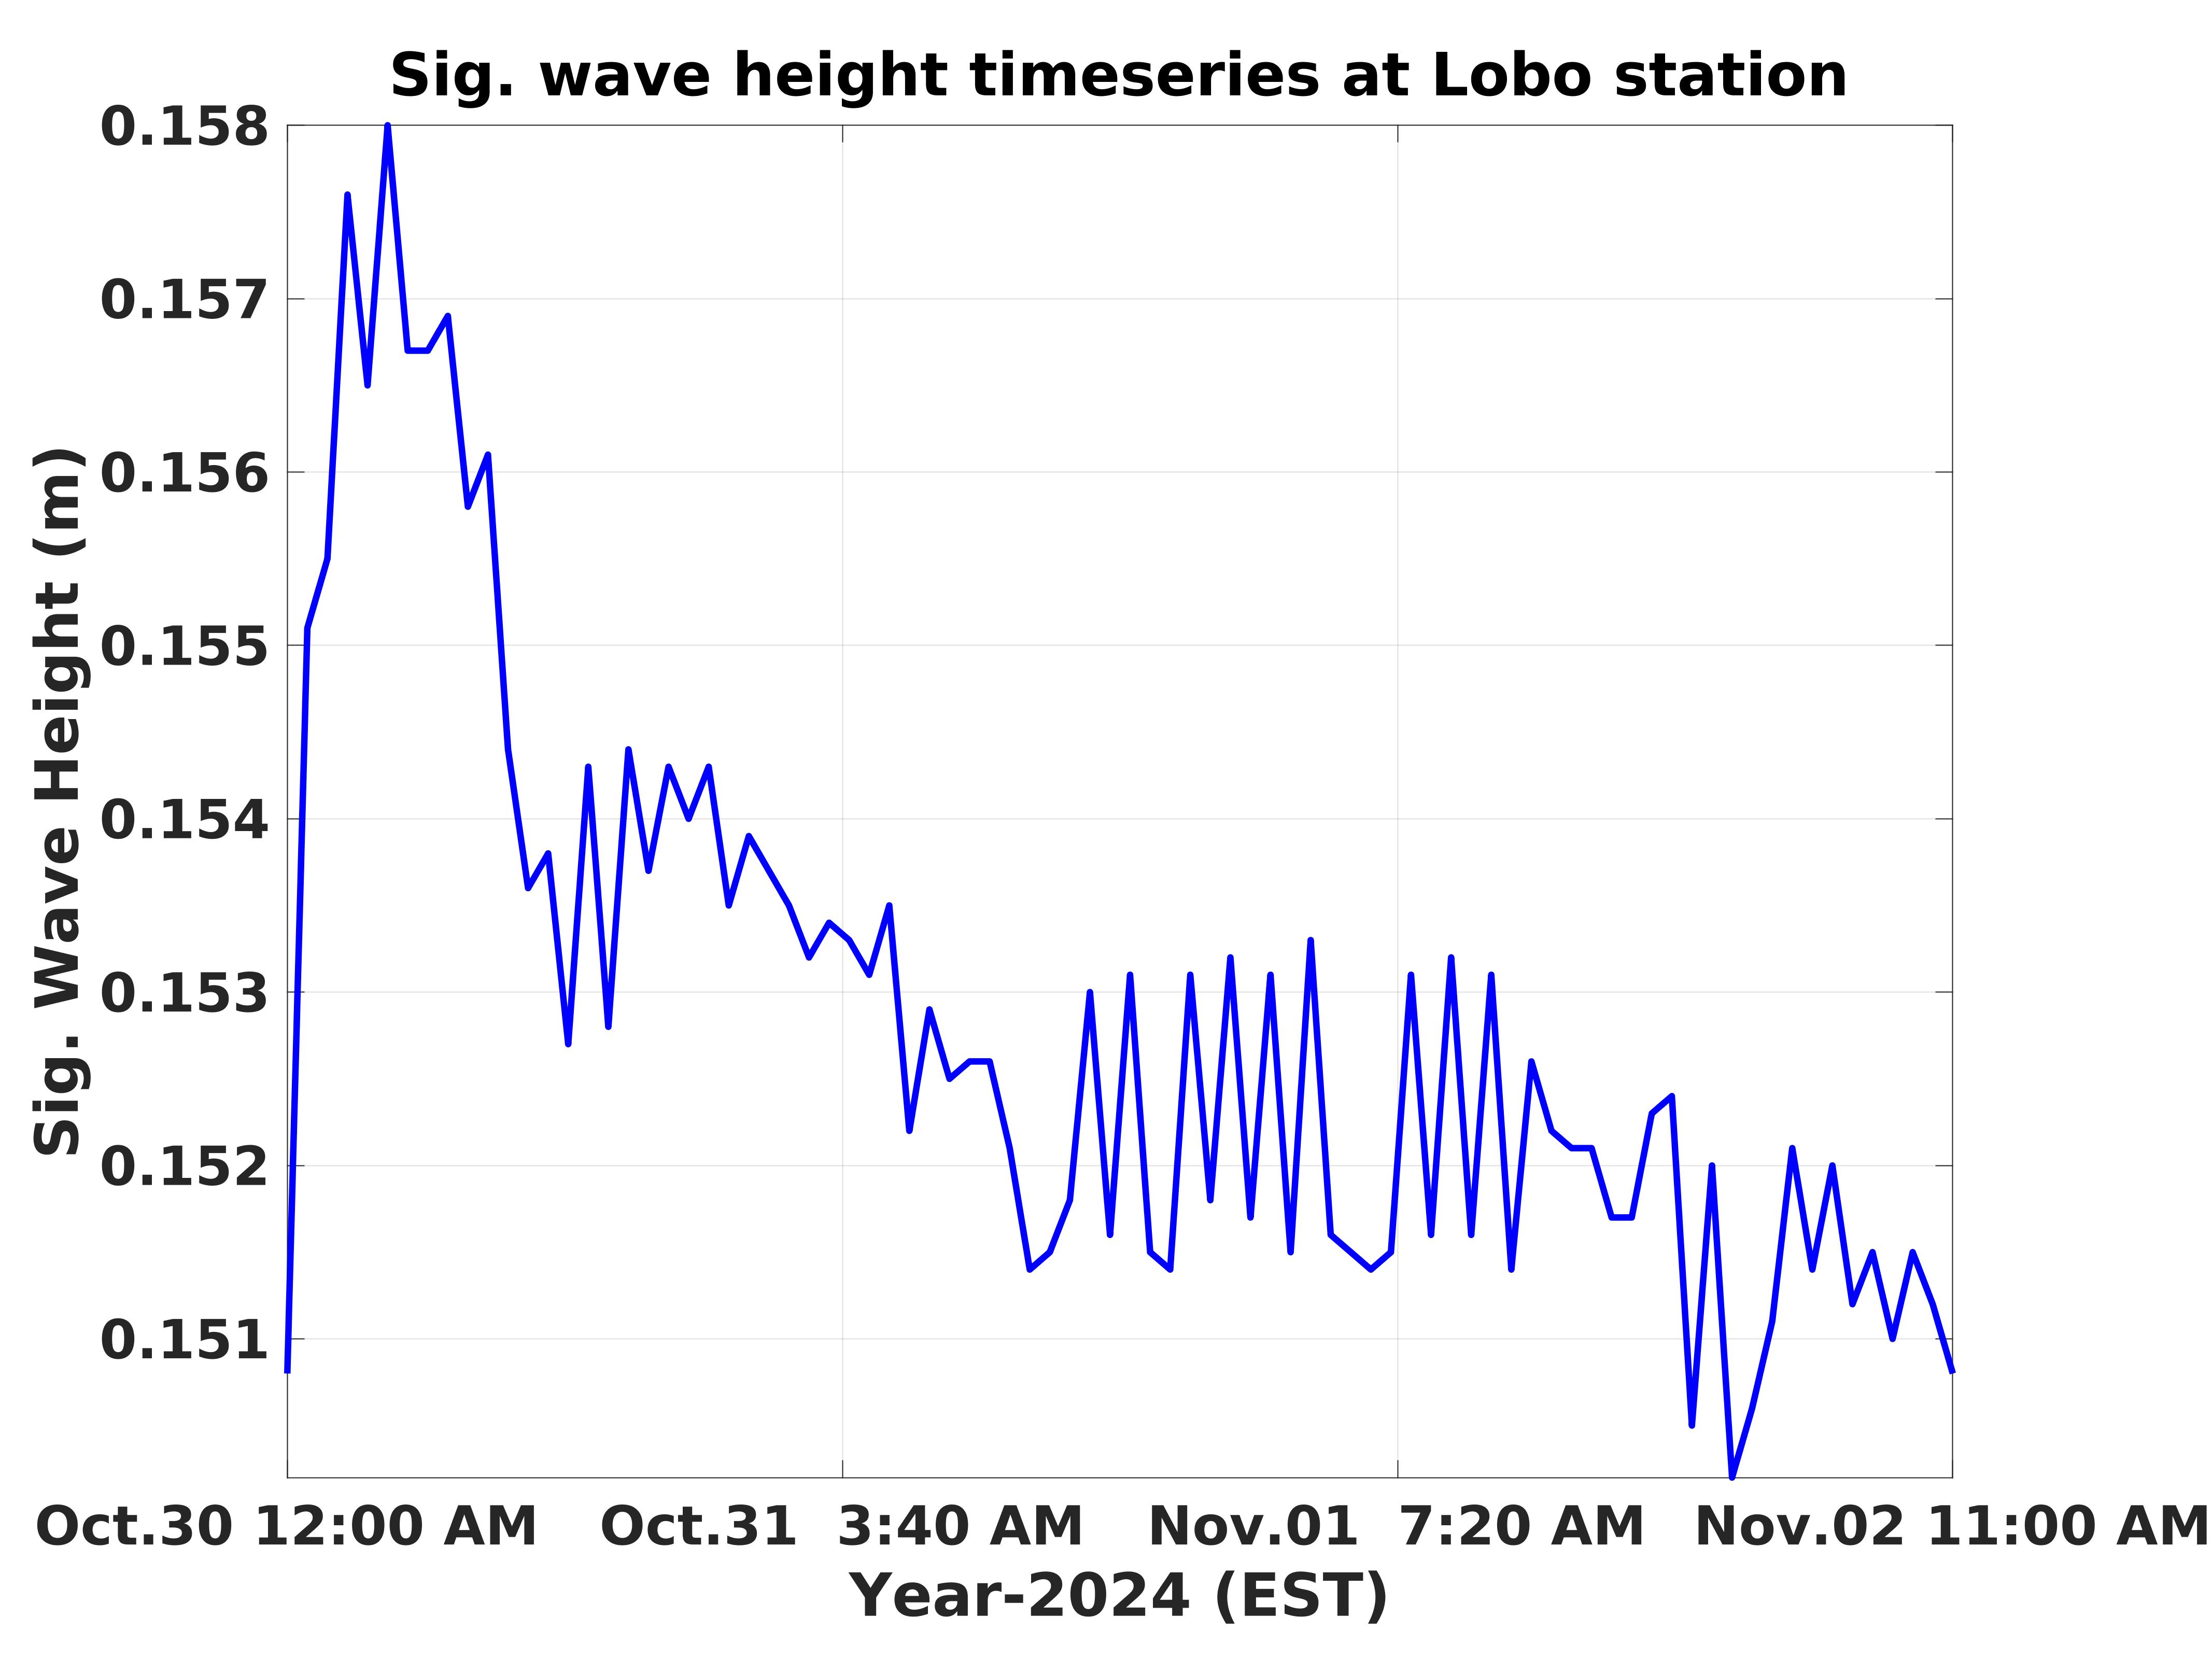 Sig. wave height timeseries at Lobo station
0.158
0.157
0.156
0.155
0.154
0.153
0.152
0.151
Sig. Wave Height (m)
Oct.30 12:00 AM Oct.31 3:40 AM Nov.01 7:20 AM Nov.02 11:00 AM
Year-2024 (EST)